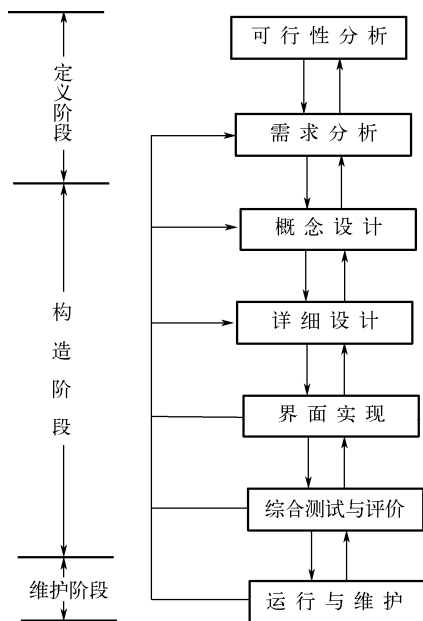 可行性分析
定义阶段
需求分析
概念设计
详细设计
构造阶段
界面实现
综合测试与评价
维护阶段
运行与维护